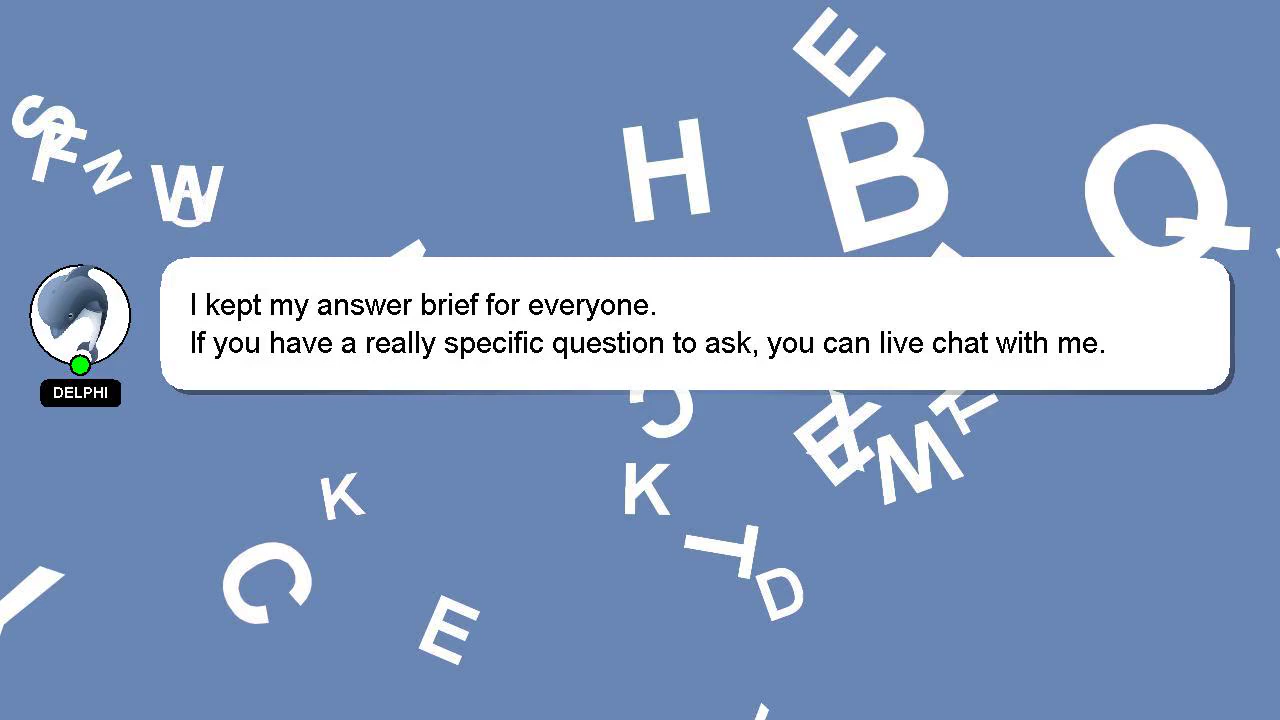 E
B
H
Q
S
F
N
W
I kept my answer brief for everyone.
If you have a really specific question to ask, you can live chat with me.
DELPHI
C
E
M
K
K
T
D
C
E